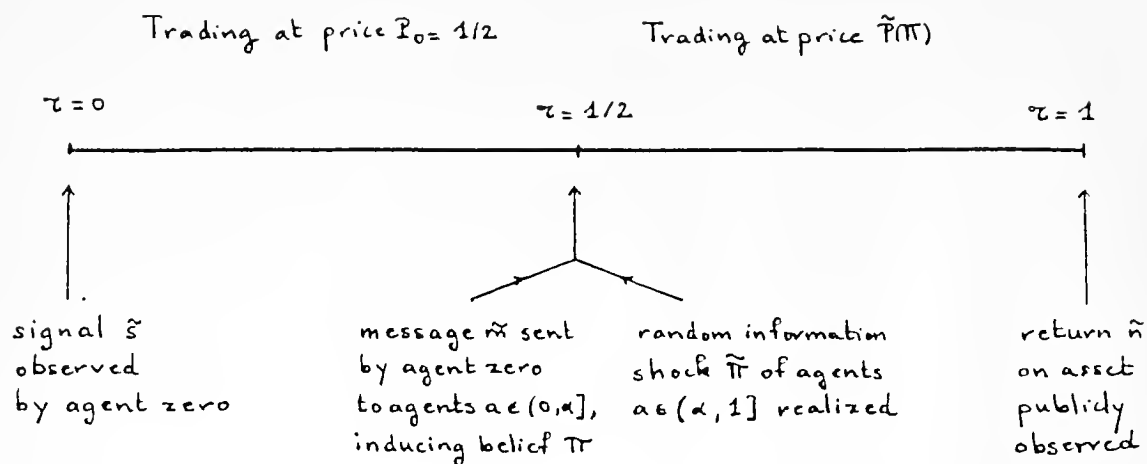 Trading at price P₀= 1/2
Trading at price P̃(π)
τ = 0
τ = 1/2
τ = 1
signal s̃
observed
by agent zero
message m̃ sent
by agent zero
to agents a ∈ (0,α],
inducing belief π
random information
shock π̃ of agents
a ∈ (α, 1] realized
return ñ
on asset
publicly
observed